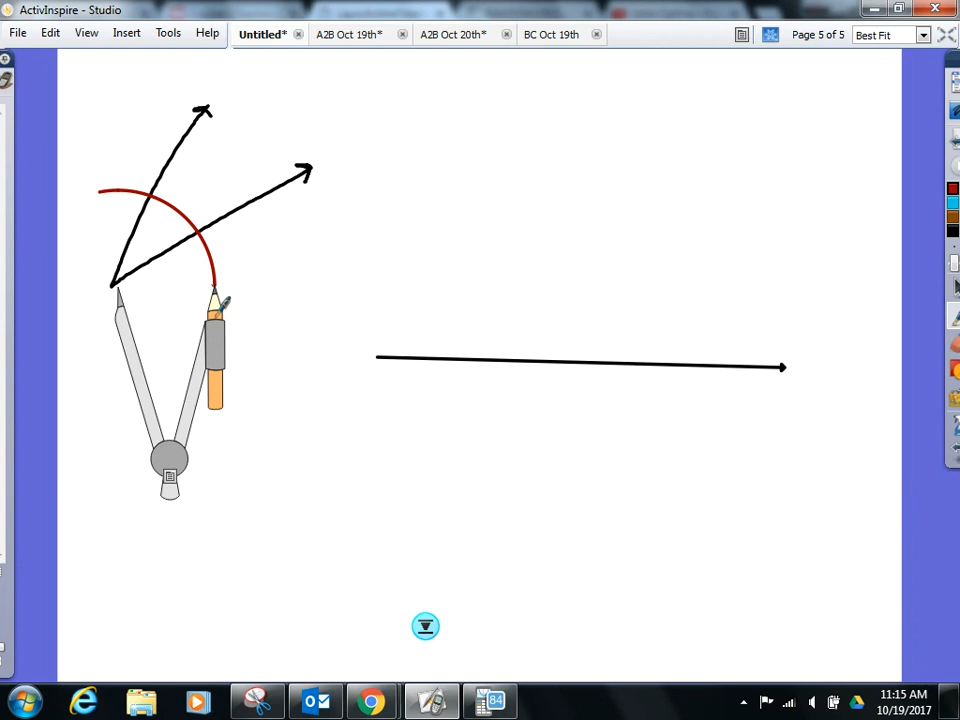 ActivInspire - Studio
File Edit View Insert Tools Help Untitled* A2B Oct 19th* A2B Oct 20th* BC Oct 19th Page 5 of 5 Best Fit
84
11:15 AM
10/19/2017